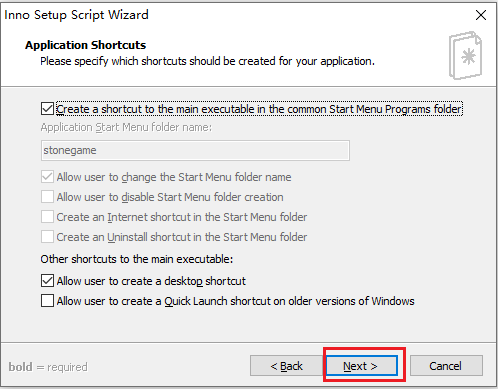 Inno Setup Script Wizard
Application Shortcuts
Please specify which shortcuts should be created for your application.
Create a shortcut to the main executable in the common Start Menu Programs folder
Application Start Menu folder name:
stonegame
Allow user to change the Start Menu folder name
Allow user to disable Start Menu folder creation
Create an Internet shortcut in the Start Menu folder
Create an Uninstall shortcut in the Start Menu folder
Other shortcuts to the main executable:
Allow user to create a desktop shortcut
Allow user to create a Quick Launch shortcut on older versions of Windows
bold = required
< Back
Next >
Cancel